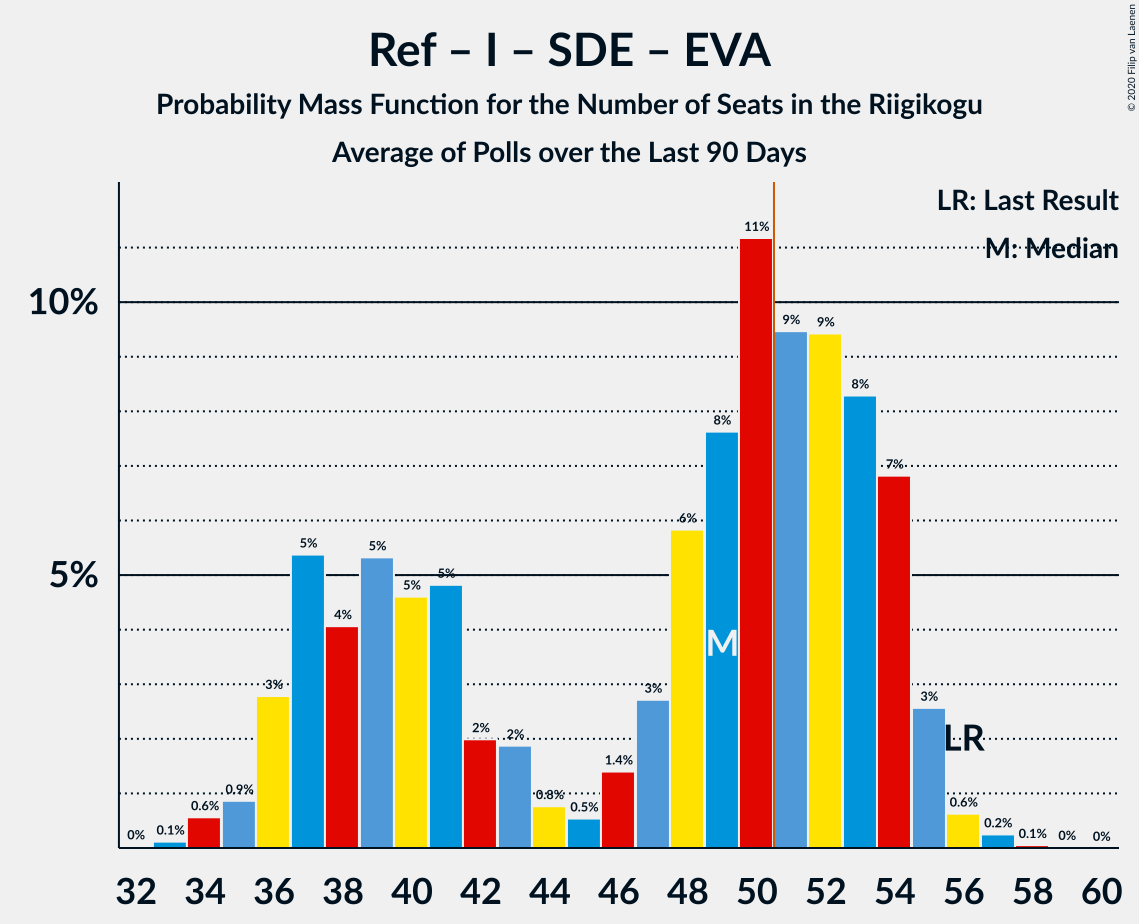 Ref – I – SDE – EVA
Probability Mass Function for the Number of Seats in the Riigikogu
Average of Polls over the Last 90 Days
© 2020 Filip van Laenen
LR: Last Result
M: Median
10%
5%
0% 0.1% 0.6% 0.9% 3% 5% 4% 5% 5% 5% 2% 2% 0.8% 0.5% 1.4% 3% 6% 8% 11% 9% 9% 8% 7% 3% 0.6% 0.2% 0.1% 0% 0%
M
LR
32 34 36 38 40 42 44 46 48 50 52 54 56 58 60